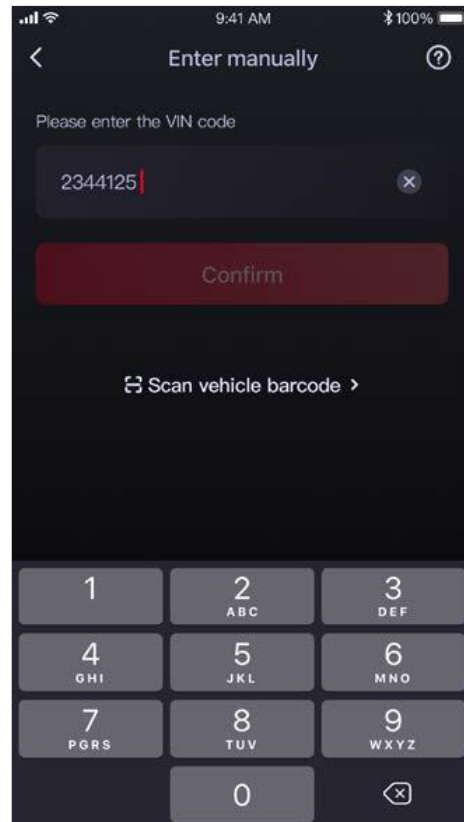 9:41 AM
100%
Enter manually
Please enter the VIN code
2344125
Confirm
Scan vehicle barcode
1
2
ABC
3
DEF
4
GHI
5
JKL
6
MNO
7
PGRS
8
TUV
9
WXYZ
0